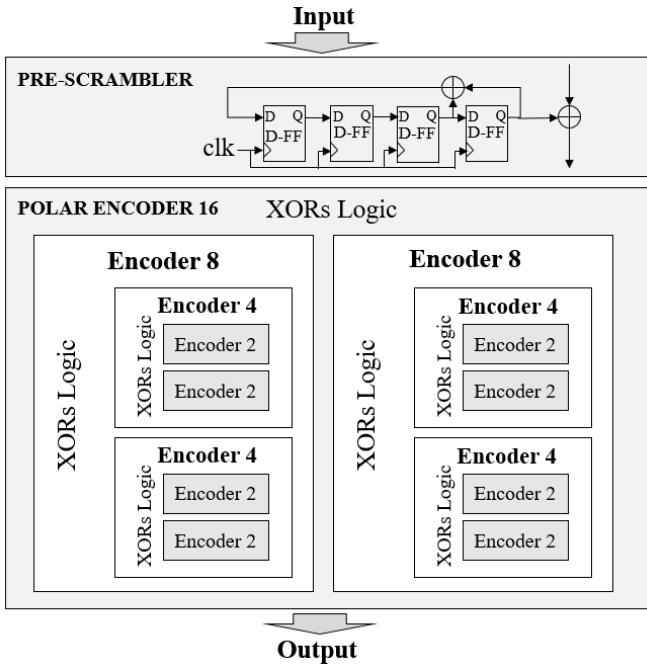 Input
PRE-SCRAMBLER
D Q D Q D Q D Q
D-FF D-FF D-FF D-FF
clk
POLAR ENCODER 16 XORs Logic
Encoder 8
XORs Logic
Encoder 4
XORs Logic
Encoder 2
Encoder 2
Encoder 4
XORs Logic
Encoder 2
Encoder 2
Encoder 8
XORs Logic
Encoder 4
XORs Logic
Encoder 2
Encoder 2
Encoder 4
XORs Logic
Encoder 2
Encoder 2
Output